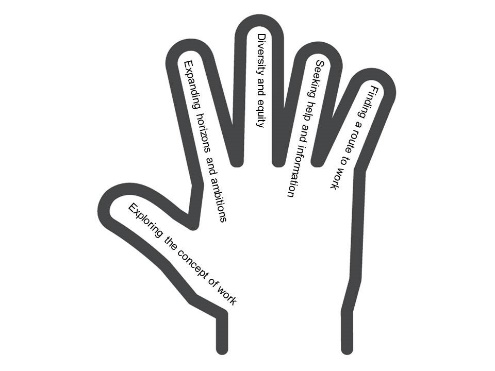 Exploring the concept of work
Expanding horizons and ambitions
Diversity and equity
Seeking help and information
Finding a route to work